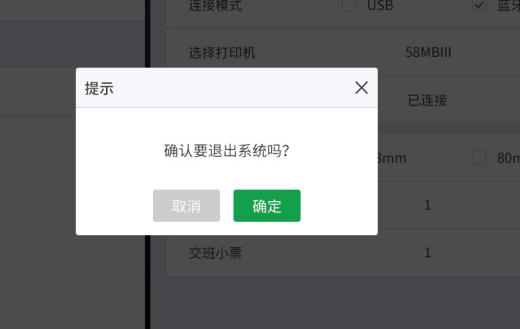 连接模式 USB 蓝牙
选择打印机 58MBIII
提示
已连接
确认要退出系统吗?
mm 80m
取消 确定
1
交班小票 1